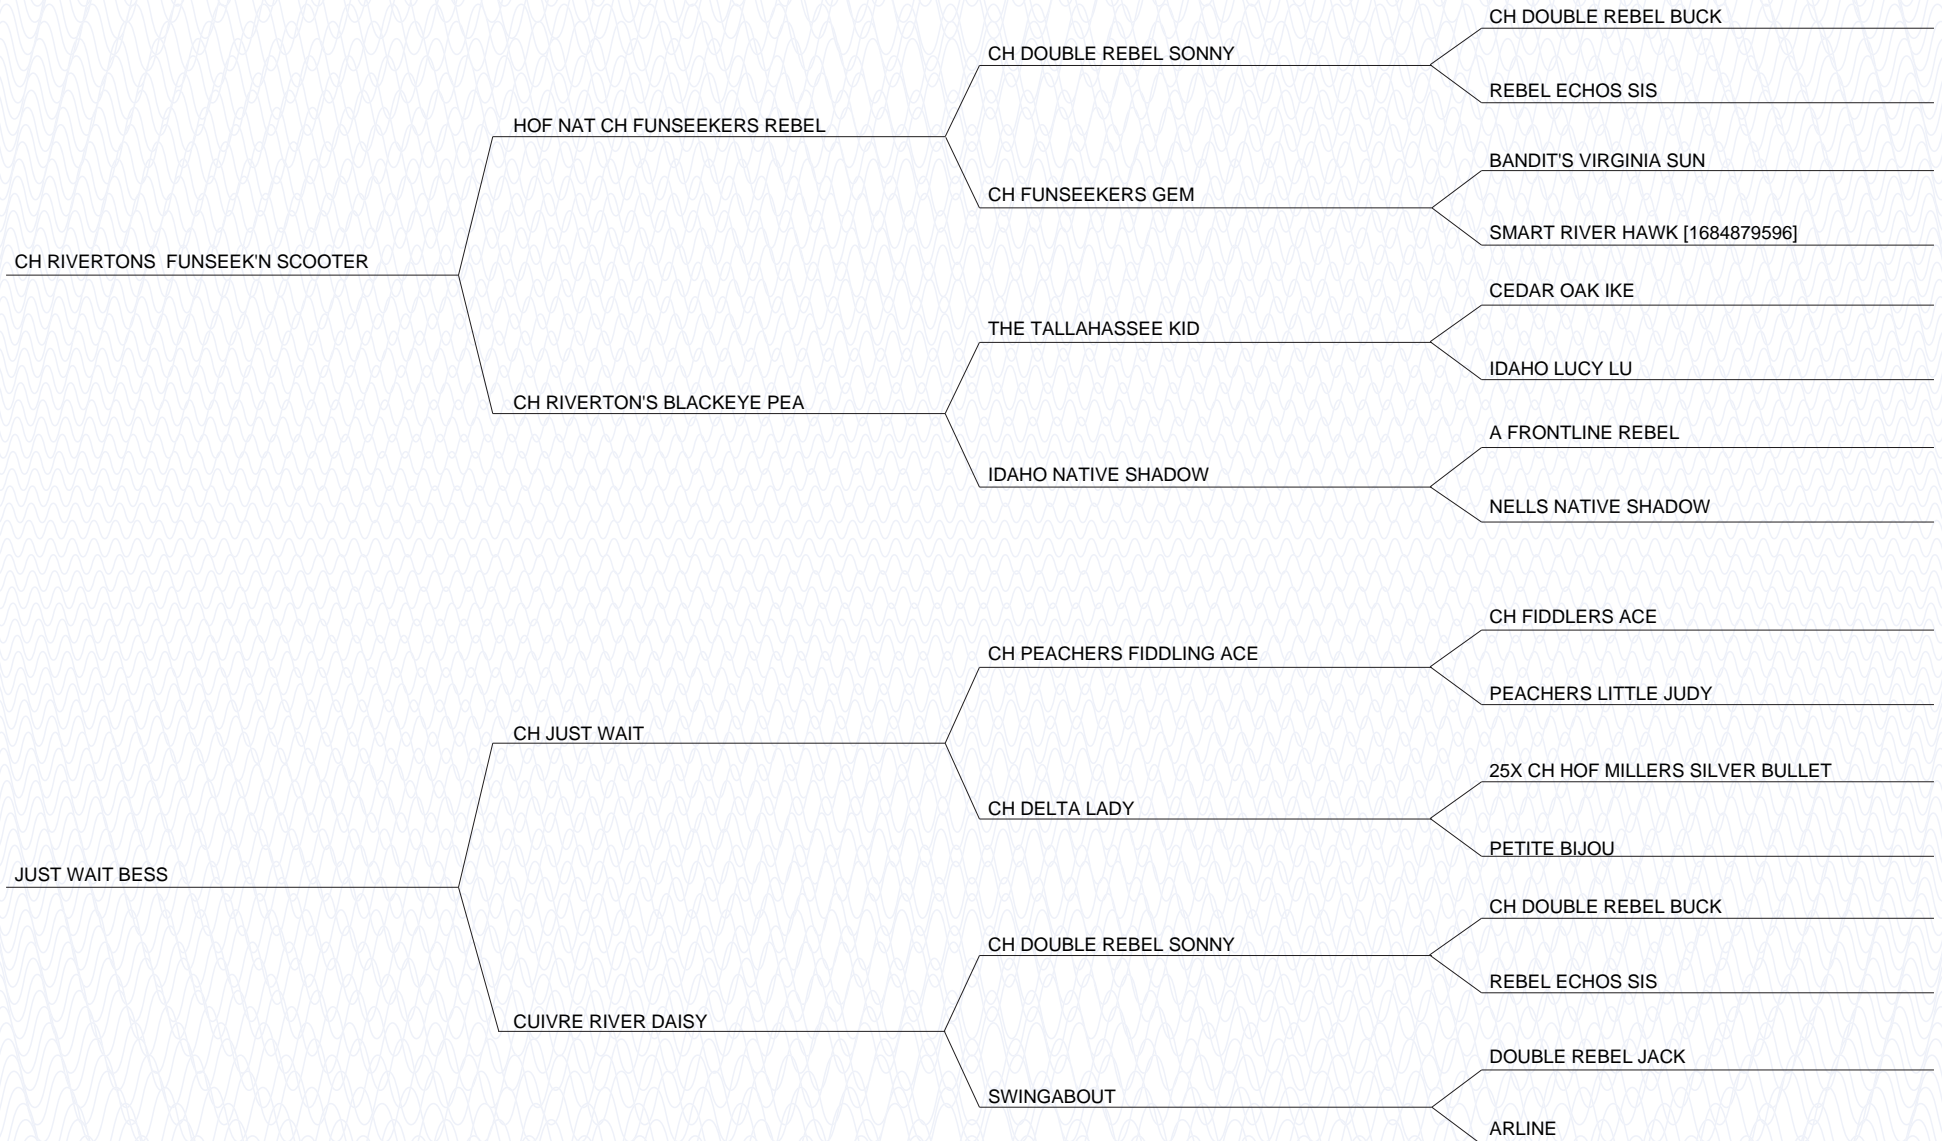 CH DOUBLE REBEL BUCK
CH DOUBLE REBEL SONNY
REBEL ECHOS SIS
HOF NAT CH FUNSEEKERS REBEL
BANDIT'S VIRGINIA SUN
CH FUNSEEKERS GEM
SMART RIVER HAWK [1684879596]
CH RIVERTONS  FUNSEEK'N SCOOTER
CEDAR OAK IKE
THE TALLAHASSEE KID
IDAHO LUCY LU
CH RIVERTON'S BLACKEYE PEA
A FRONTLINE REBEL
IDAHO NATIVE SHADOW
NELLS NATIVE SHADOW
CH FIDDLERS ACE
CH PEACHERS FIDDLING ACE
PEACHERS LITTLE JUDY
CH JUST WAIT
25X CH HOF MILLERS SILVER BULLET
CH DELTA LADY
PETITE BIJOU
JUST WAIT BESS
CH DOUBLE REBEL BUCK
CH DOUBLE REBEL SONNY
REBEL ECHOS SIS
CUIVRE RIVER DAISY
DOUBLE REBEL JACK
SWINGABOUT
ARLINE